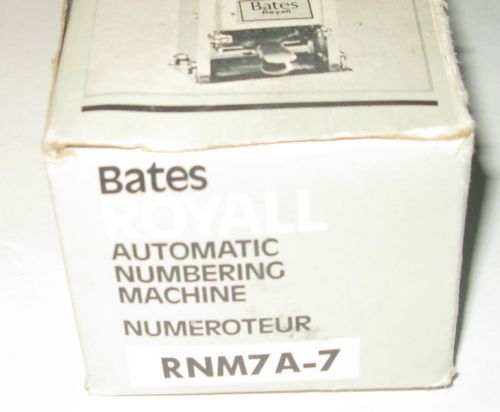 Bates
Royall
Bates
ROYALL
AUTOMATIC
NUMBERING
MACHINE
NUMEROTEUR
RNM7A-7